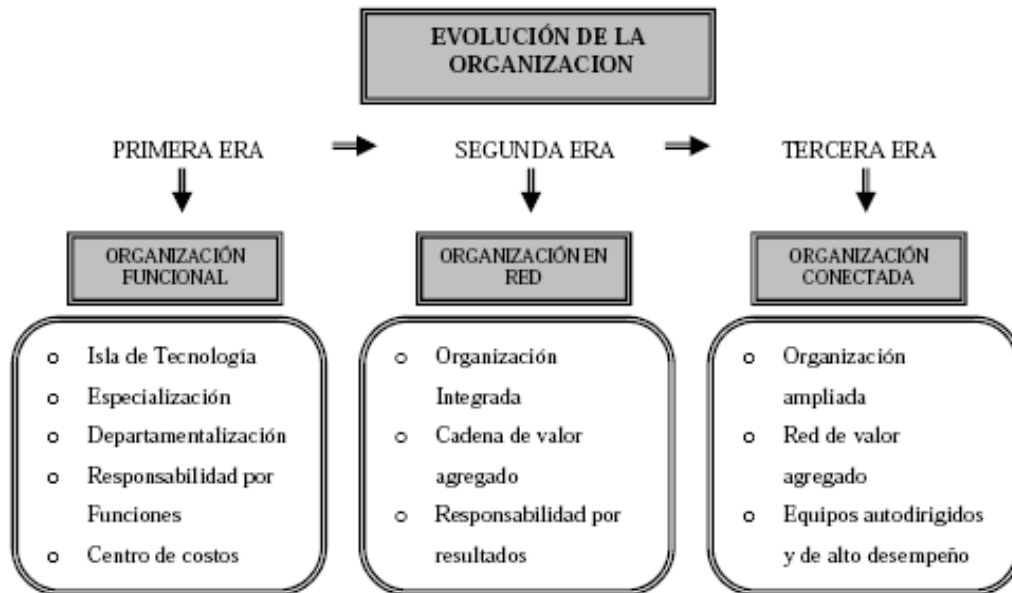 EVOLUCIÓN DE LA
ORGANIZACION
PRIMERA ERA
SEGUNDA ERA
TERCERA ERA
ORGANIZACIÓN
FUNCIONAL
ORGANIZACIÓN EN
RED
ORGANIZACIÓN
CONECTADA
o Isla de Tecnología
o Especialización
o Departamentalización
o Responsabilidad por
Funciones
o Centro de costos
o Organización
Integrada
o Cadena de valor
agregado
o Responsabilidad por
resultados
o Organización
ampliada
o Red de valor
agregado
o Equipos autodirigidos
y de alto desempeño